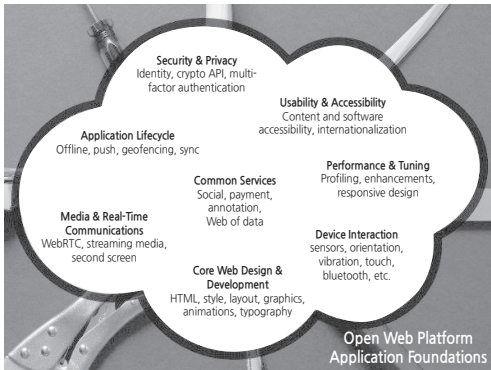 Security & Privacy
Identity, crypto API, multi-
factor authentication
Usability & Accessibility
Content and software
accessibility, internationalization
Application Lifecycle
Offline, push, geofencing, sync
Performance & Tuning
Profiling, enhancements,
responsive design
Common Services
Social, payment,
annotation,
Web of data
Media & Real-Time
Communications
WebRTC, streaming media,
second screen
Device Interaction
sensors, orientation,
vibration, touch,
bluetooth, etc.
Core Web Design &
Development
HTML, style, layout, graphics,
animations, typography
Open Web Platform
Application Foundations